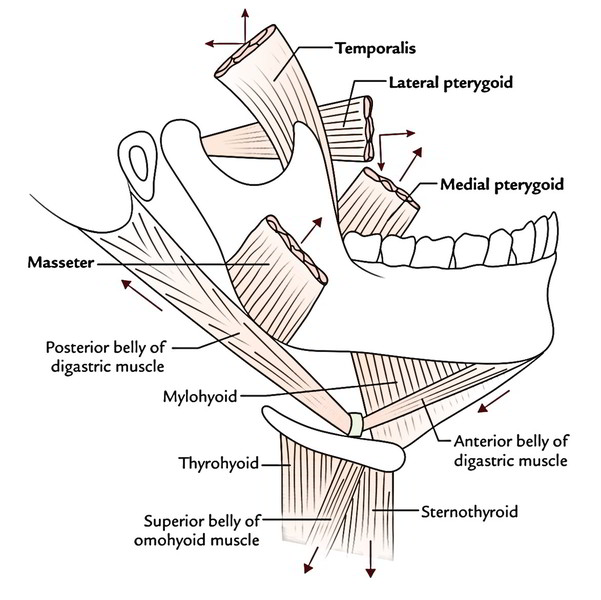 Temporalis
Lateral pterygoid
Medial pterygoid
Masseter
Posterior belly of
digastric muscle
Mylohyoid
Anterior belly of
digastric muscle
Thyrohyoid
Sternothyroid
Superior belly of
omohyoid muscle